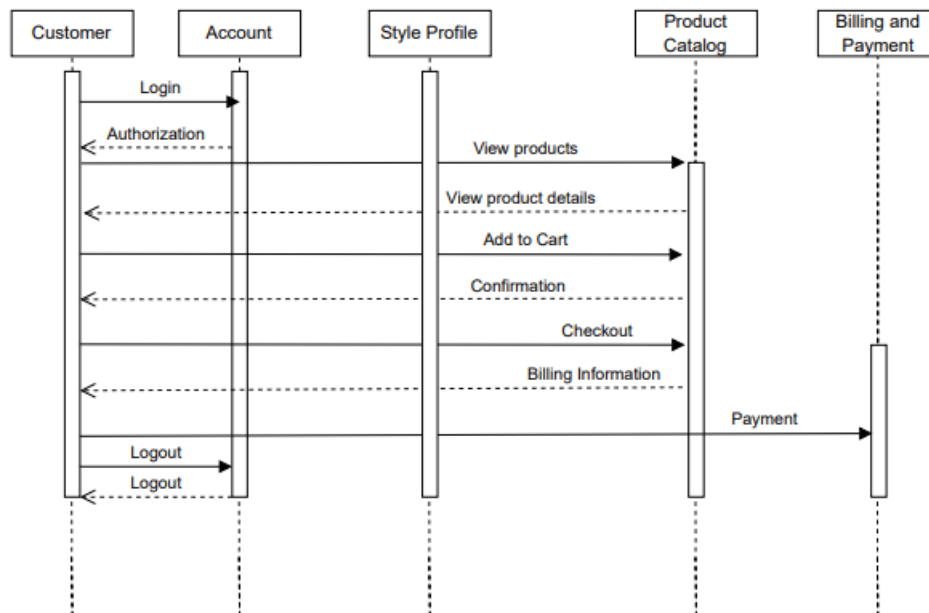 Customer
Account
Style Profile
Product
Catalog
Billing and
Payment
Login
Authorization
View products
View product details
Add to Cart
Confirmation
Checkout
Billing Information
Payment
Logout
Logout